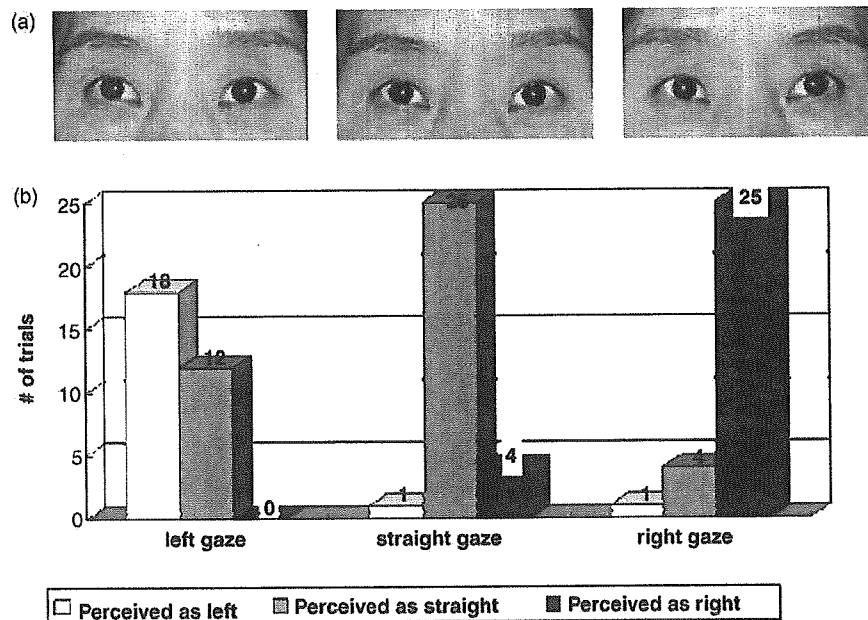 (a)
(b)
25
20
15
10
5
0
# of trials
18
12
0
1
4
1
4
25
left gaze
straight gaze
right gaze
Perceived as left
Perceived as straight
Perceived as right